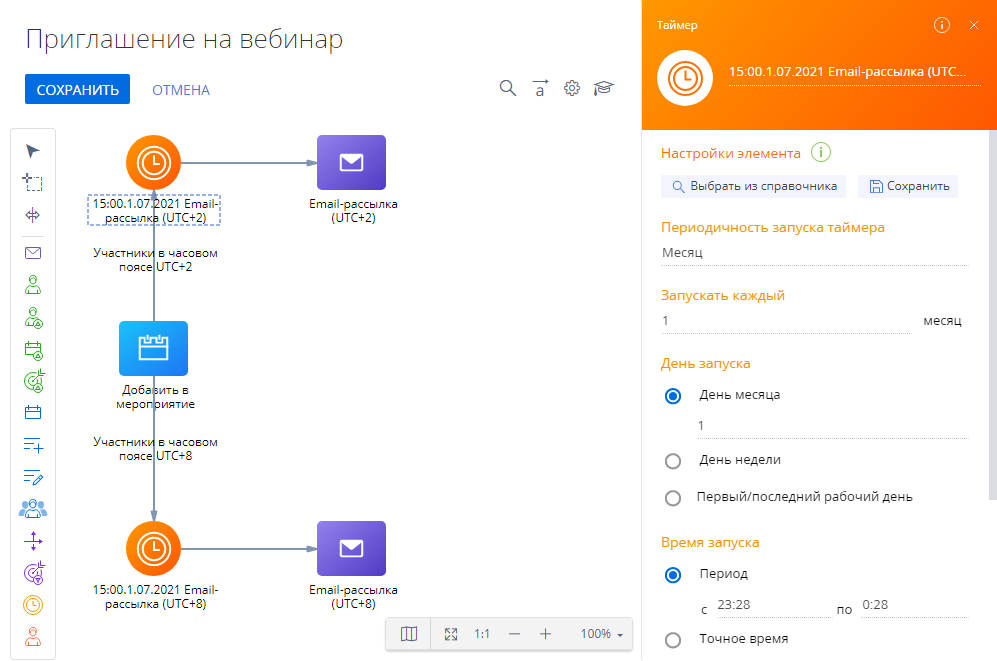 Приглашение на вебинар
СОХРАНИТЬ
ОТМЕНА
a
15:00.1.07.2021 Email-
рассылка (UTC+2)
Email-рассылка
(UTC+2)
Участники в часовом
поясе UTC+2
Добавить в
мероприятие
Участники в часовом
поясе UTC+8
15:00.1.07.2021 Email-
рассылка (UTC+8)
Email-рассылка
(UTC+8)
1:1
100%
Таймер
15:00.1.07.2021 Email-рассылка (UTC...
Настройки элемента
Выбрать из справочника
Сохранить
Периодичность запуска таймера
Месяц
Запускать каждый
1 месяц
День запуска
День месяца
1
День недели
Первый/последний рабочий день
Время запуска
Период
с 23:28 по 0:28
Точное время